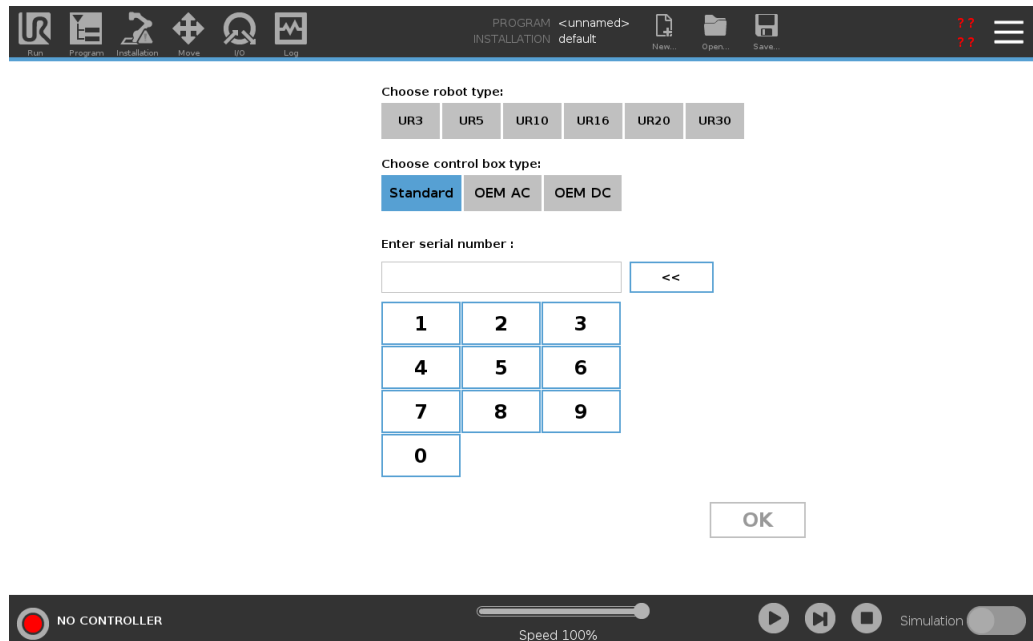 UR
Run Program Installation Move I/O Log
PROGRAM <unnamed>
INSTALLATION default
New... Open... Save...
? ?
? ?
Choose robot type:
UR3 UR5 UR10 UR16 UR20 UR30
Choose control box type:
Standard OEM AC OEM DC
Enter serial number :
<<
1 2 3
4 5 6
7 8 9
0
OK
NO CONTROLLER
Speed 100%
Simulation